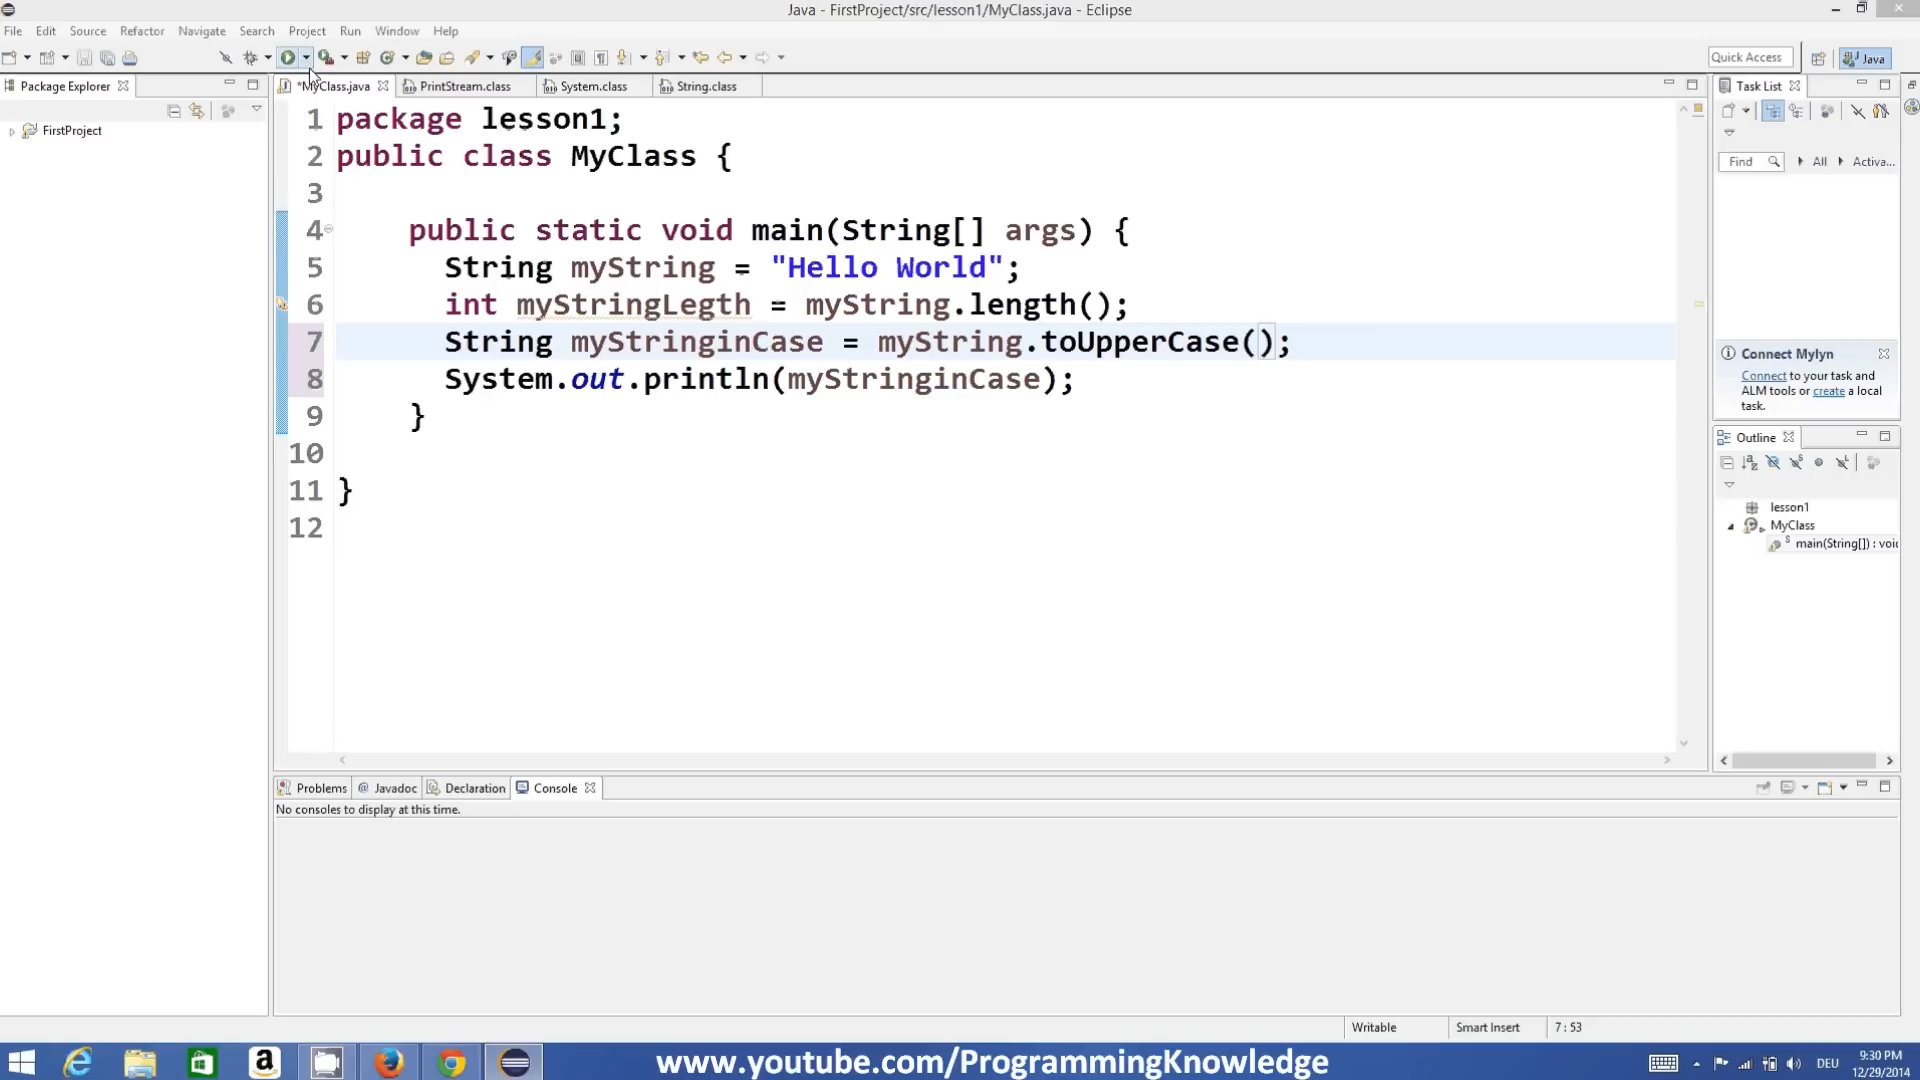 Java - FirstProject/src/lesson1/MyClass.java - Eclipse
File Edit Source Refactor Navigate Search Project Run Window Help
Quick Access
Java
Package Explorer
*MyClass.java PrintStream.class System.class String.class
Task List
FirstProject
Find All Activa...
1 package lesson1;
2 public class MyClass {
3
4 public static void main(String[] args) {
5 String myString = "Hello World";
6 int myStringLegth = myString.length();
7 String myStringinCase = myString.toUpperCase();
8 System.out.println(myStringinCase);
9 }
10
11 }
12
Connect Mylyn
Connect to your task and
ALM tools or create a local
task.
Outline
lesson1
MyClass
main(String[]) : voi
Problems Javadoc Declaration Console
No consoles to display at this time.
Writable Smart Insert 7 : 53
www.youtube.com/ProgrammingKnowledge
DEU
9:30 PM
12/29/2014